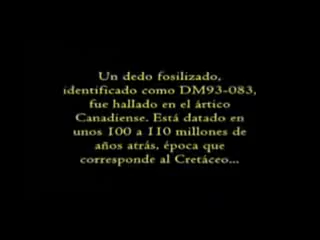 Un dedo fosilizado,
identificado como DM93-083,
fue hallado en el ártico
Canadiense. Está datado en
unos 100 a 110 millones de
años atrás, época que
corresponde al Cretáceo...